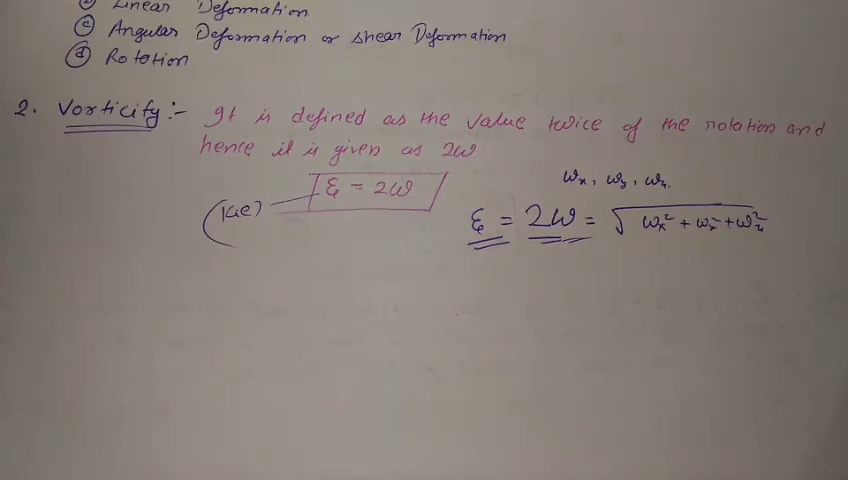 Linear Deformation
(c) Angular Deformation or shear Deformation
(d) Rotation
2. Vorticity :- It is defined as the value twice of the rotation and
hence it is given as 2ω
ωx, ωy, ωz.
ξ = 2ω
ξ = 2ω = √ ωx² + ωy² + ωz²